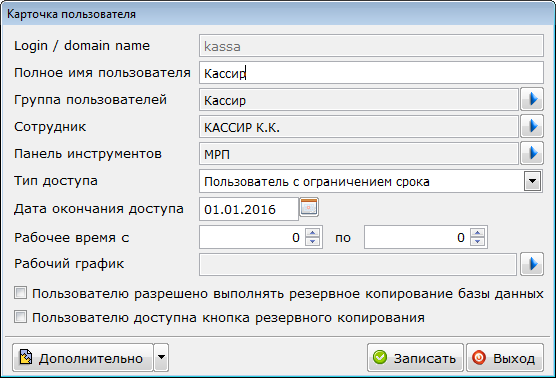 Карточка пользователя
Login / domain name kassa
Полное имя пользователя Кассир
Группа пользователей Кассир
Сотрудник КАССИР К.К.
Панель инструментов МРП
Тип доступа Пользователь с ограничением срока
Дата окончания доступа 01.01.2016
Рабочее время с 0 по 0
Рабочий график
Пользователю разрешено выполнять резервное копирование базы данных
Пользователю доступна кнопка резервного копирования
Дополнительно Записать Выход